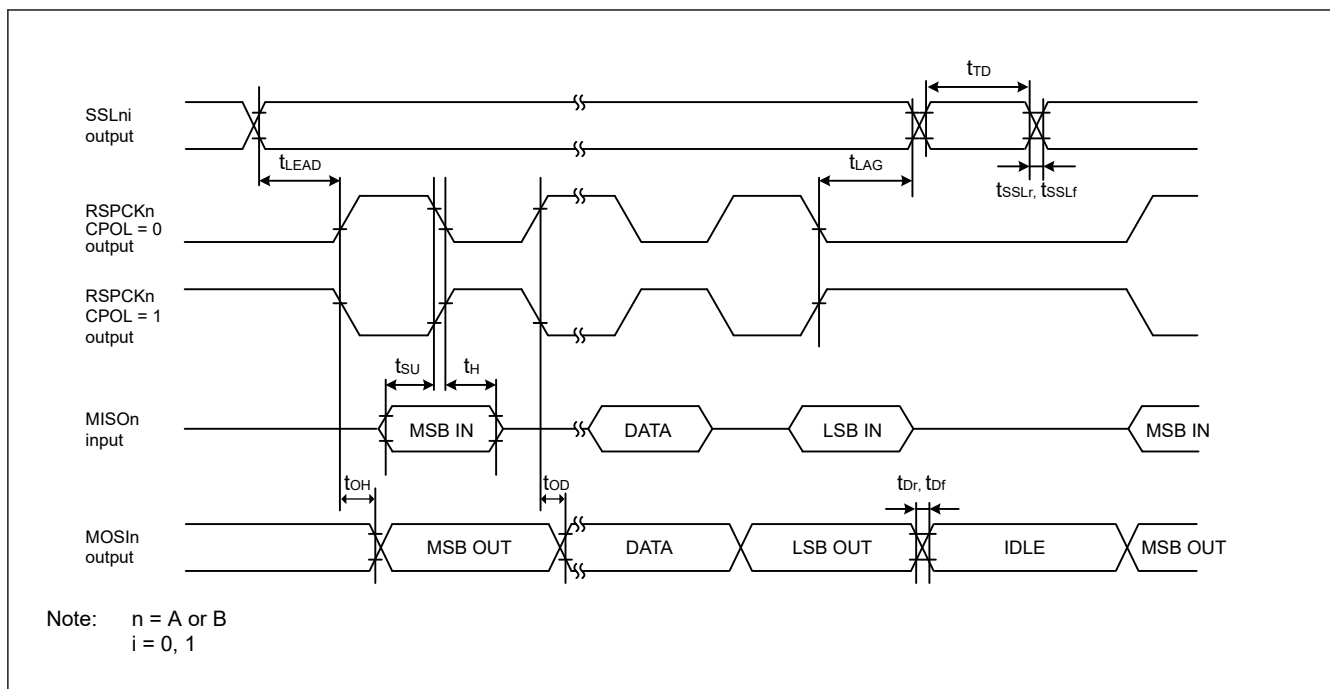 tTD
SSLni
output
tLEAD
tLAG
tSSLr, tSSLf
RSPCKn
CPOL = 0
output
RSPCKn
CPOL = 1
output
tSU
tH
MISOn
input
MSB IN
DATA
LSB IN
MSB IN
tOH
tOD
tDr, tDf
MOSIn
output
MSB OUT
DATA
LSB OUT
IDLE
MSB OUT
Note: n = A or B
i = 0, 1